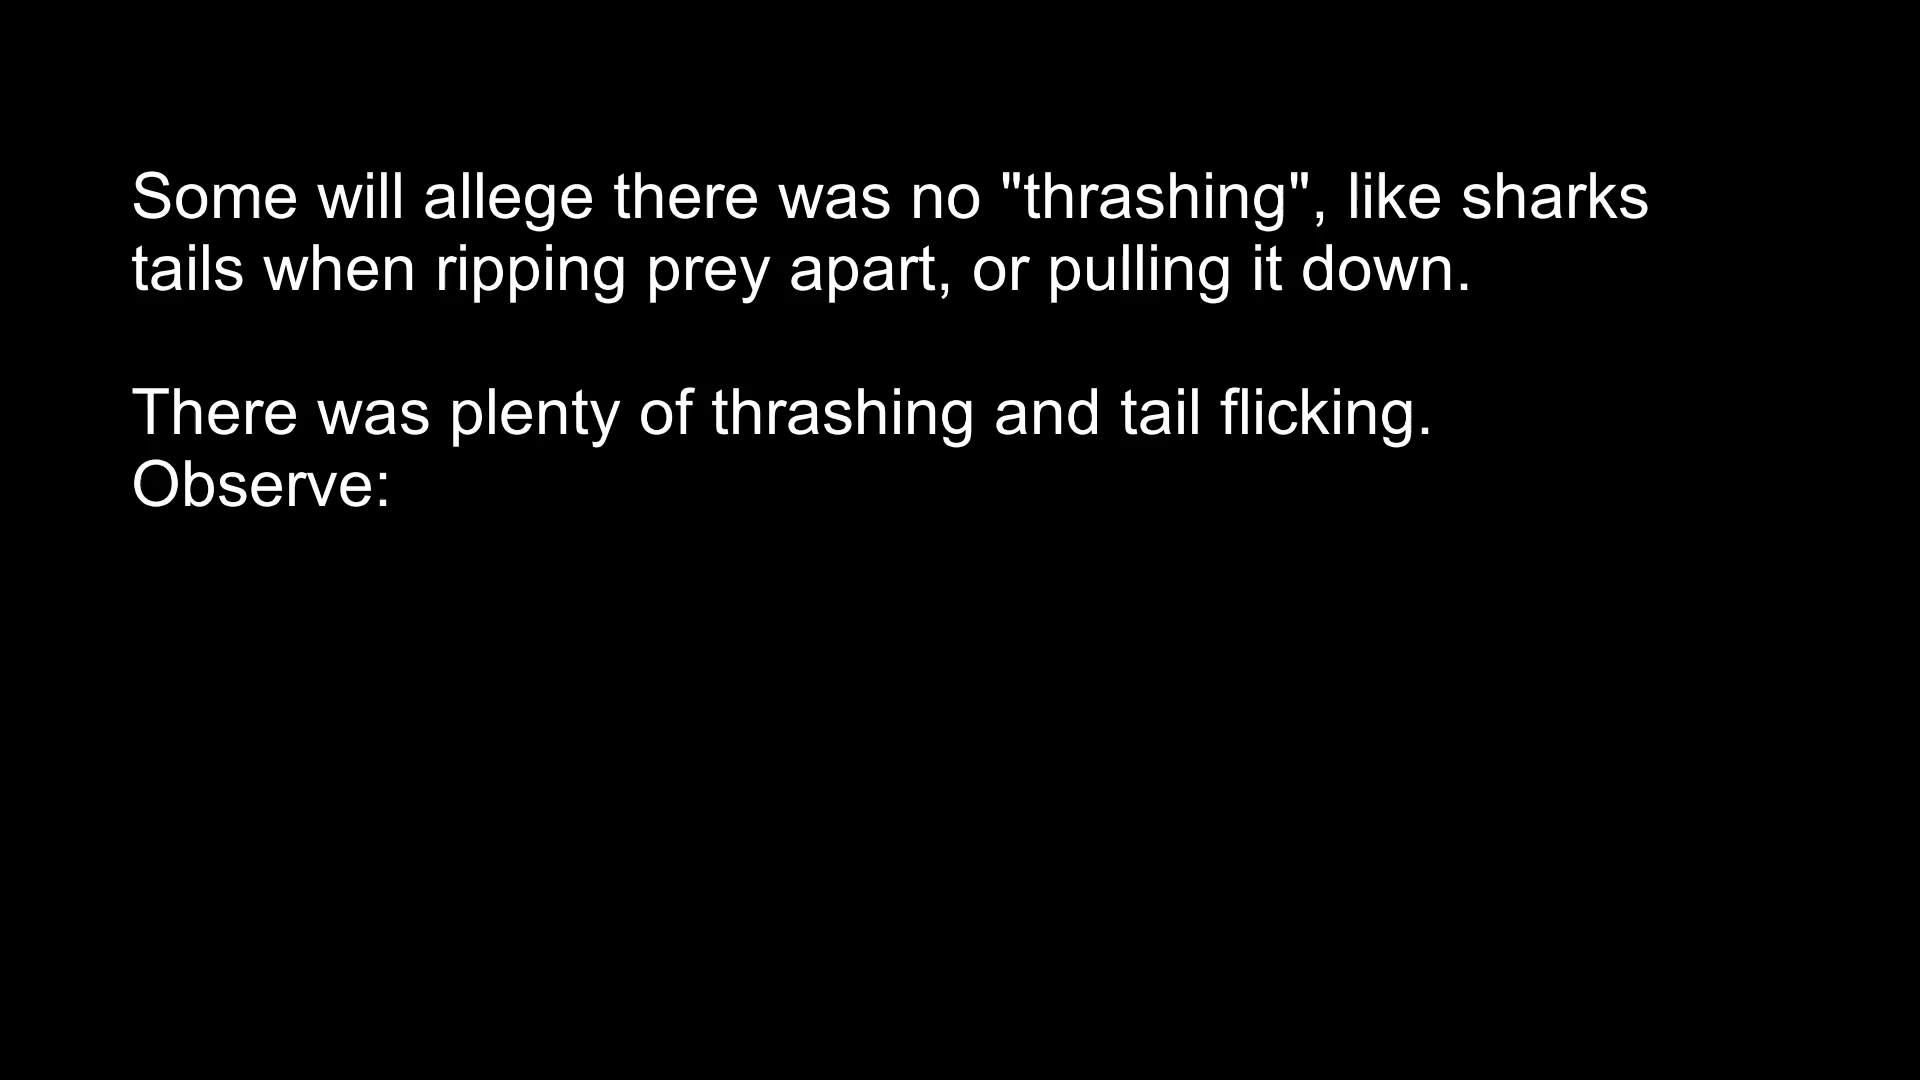 Some will allege there was no "thrashing", like sharks
tails when ripping prey apart, or pulling it down.
There was plenty of thrashing and tail flicking.
Observe: